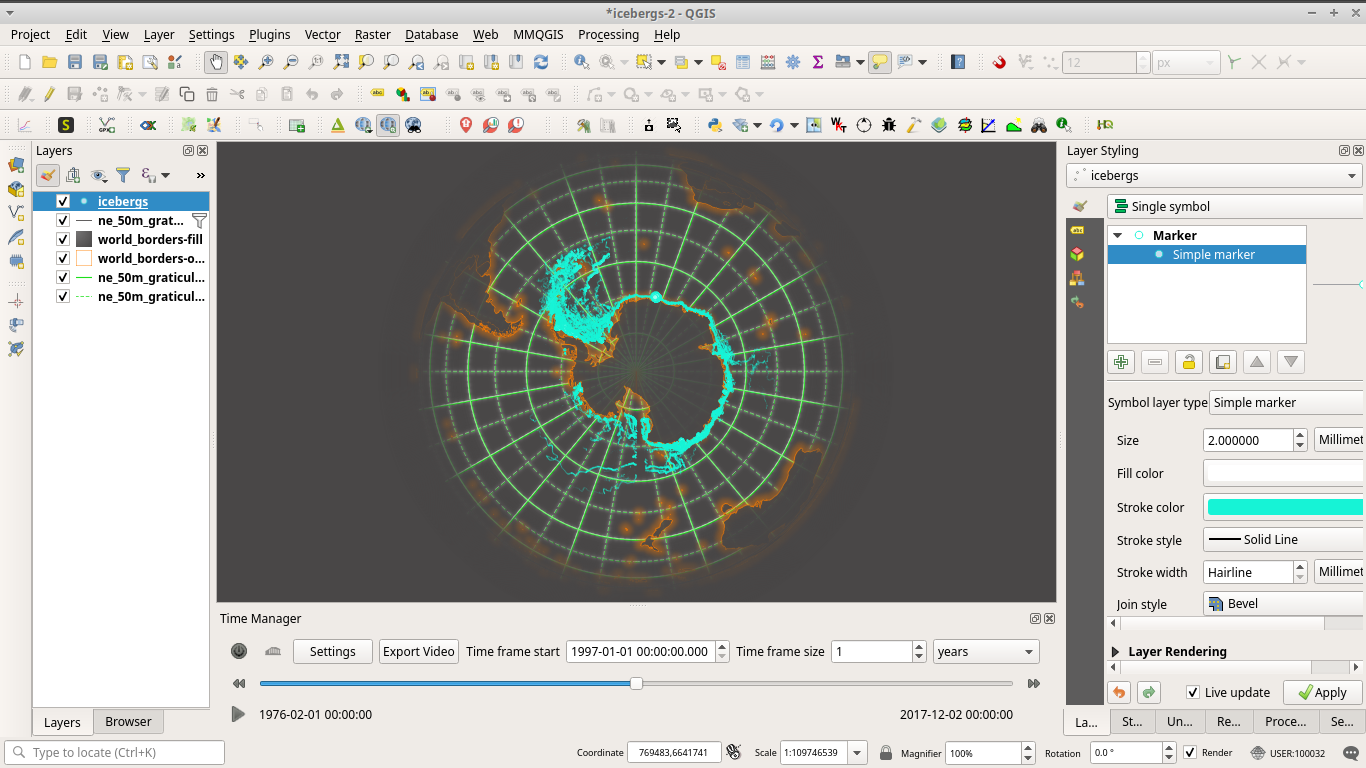 *icebergs-2 - QGIS
Project Edit View Layer Settings Plugins Vector Raster Database Web MMQGIS Processing Help
12 px
Layers
icebergs
ne_50m_grat...
world_borders-fill
world_borders-o...
ne_50m_graticul...
ne_50m_graticul...
Layers Browser
Time Manager
Settings Export Video Time frame start 1997-01-01 00:00:00.000 Time frame size 1 years
1976-02-01 00:00:00 2017-12-02 00:00:00
Layer Styling
icebergs
Single symbol
Marker
Simple marker
Symbol layer type Simple marker
Size 2.000000 Millimet
Fill color
Stroke color
Stroke style Solid Line
Stroke width Hairline Millimet
Join style Bevel
Layer Rendering
Live update Apply
La... St... Un... Re... Proce... Se...
Type to locate (Ctrl+K) Coordinate 769483,6641741 Scale 1:109746539 Magnifier 100% Rotation 0.0 ° Render USER:100032